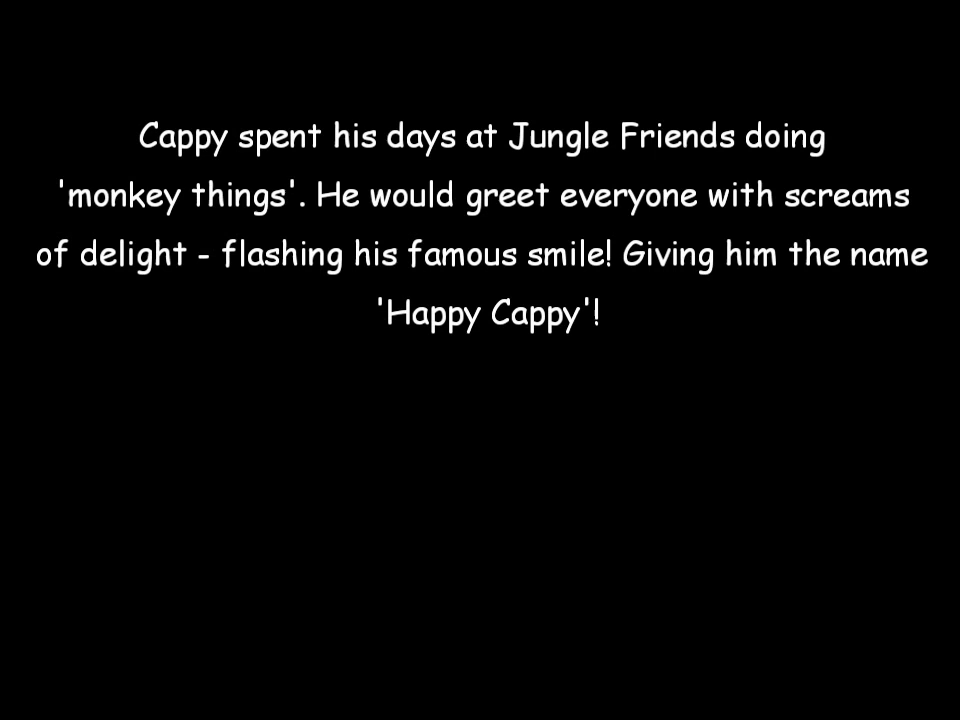 Cappy spent his days at Jungle Friends doing
'monkey things'. He would greet everyone with screams
of delight - flashing his famous smile! Giving him the name
'Happy Cappy'!